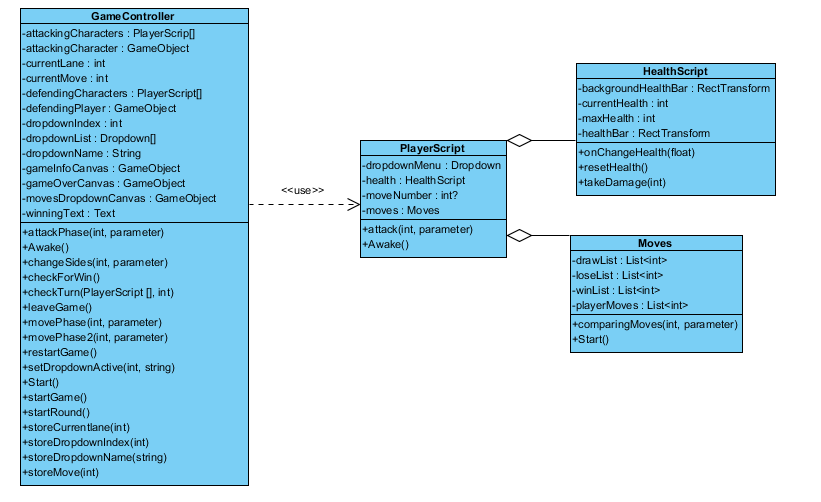 GameController
-attackingCharacters : PlayerScrip[]
-attackingCharacter : GameObject
-currentLane : int
-currentMove : int
-defendingCharacters : PlayerScript[]
-defendingPlayer : GameObject
-dropdownIndex : int
-dropdownList : Dropdown[]
-dropdownName : String
-gameInfoCanvas : GameObject
-gameOverCanvas : GameObject
-movesDropdownCanvas : GameObject
-winningText : Text
+attackPhase(int, parameter)
+Awake()
+changeSides(int, parameter)
+checkForWin()
+checkTurn(PlayerScript [], int)
+leaveGame()
+movePhase(int, parameter)
+movePhase2(int, parameter)
+restartGame()
+setDropdownActive(int, string)
+Start()
+startGame()
+startRound()
+storeCurrentlane(int)
+storeDropdownIndex(int)
+storeDropdownName(string)
+storeMove(int)
<<use>>
PlayerScript
-dropdownMenu : Dropdown
-health : HealthScript
-moveNumber : int?
-moves : Moves
+attack(int, parameter)
+Awake()
HealthScript
-backgroundHealthBar : RectTransform
-currentHealth : int
-maxHealth : int
-healthBar : RectTransform
+onChangeHealth(float)
+resetHealth()
+takeDamage(int)
Moves
-drawList : List<int>
-loseList : List<int>
-winList : List<int>
-playerMoves : List<int>
+comparingMoves(int, parameter)
+Start()